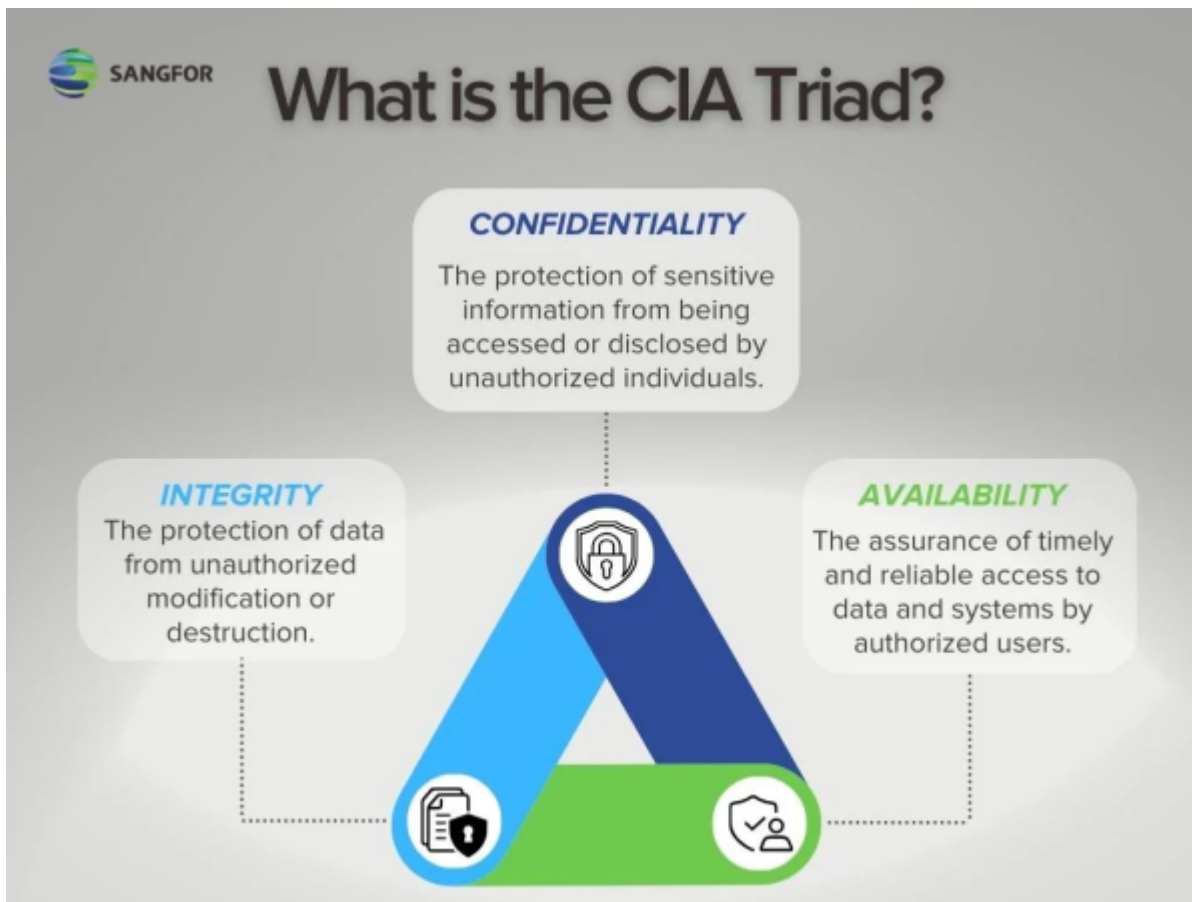 SANGFOR
What is the CIA Triad?
CONFIDENTIALITY
The protection of sensitive
information from being
accessed or disclosed by
unauthorized individuals.
INTEGRITY
The protection of data
from unauthorized
modification or
destruction.
AVAILABILITY
The assurance of timely
and reliable access to
data and systems by
authorized users.